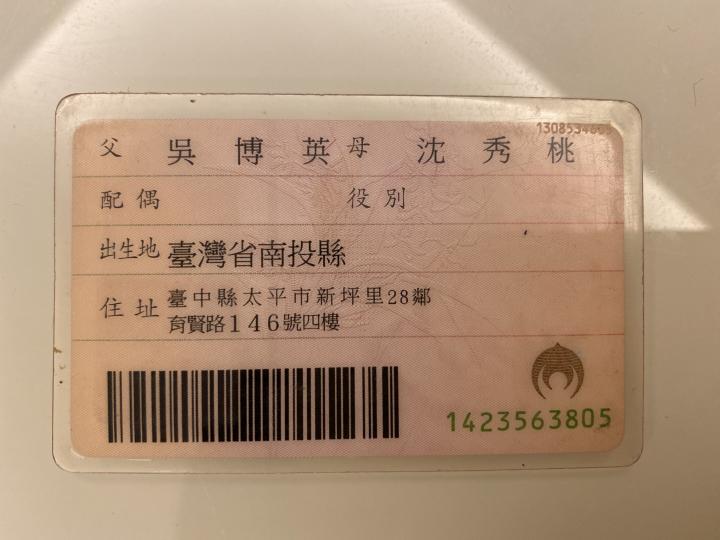 父 吳博英 母 沈秀桃
配偶 役別
出生地 臺灣省南投縣
住址 臺中縣太平市新坪里28鄰
育賢路146號四樓
1423563805